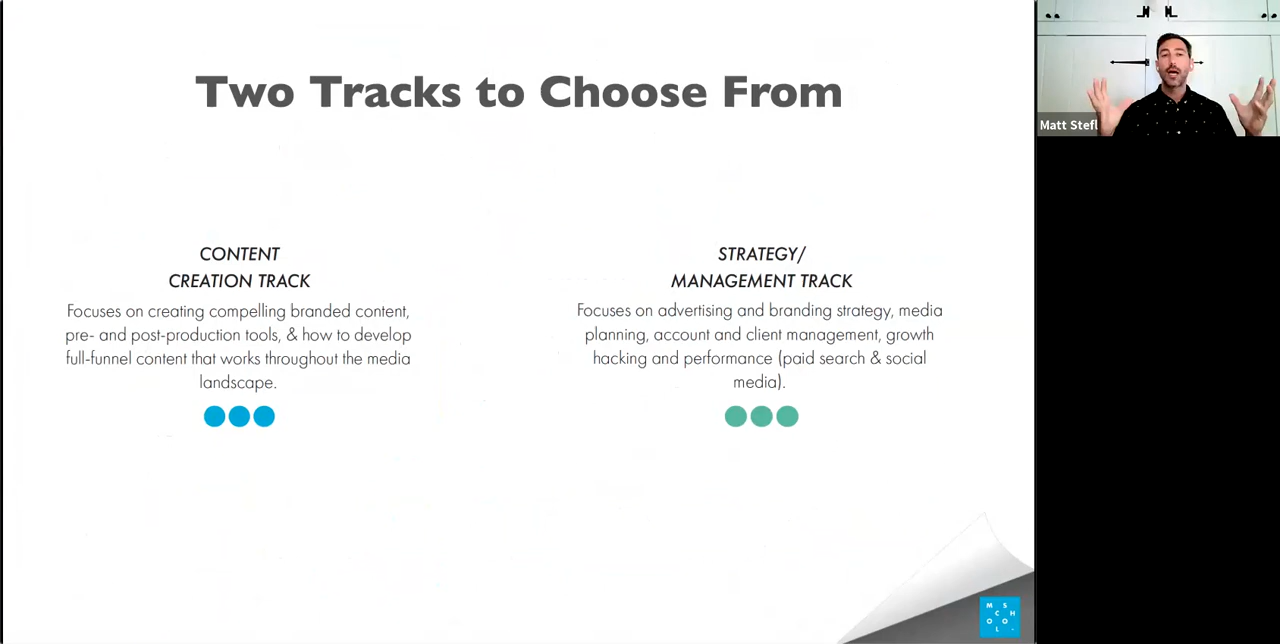 Two Tracks to Choose From
CONTENT
CREATION TRACK
Focuses on creating compelling branded content,
pre- and post-production tools, & how to develop
full-funnel content that works throughout the media
landscape.
STRATEGY/
MANAGEMENT TRACK
Focuses on advertising and branding strategy, media
planning, account and client management, growth
hacking and performance (paid search & social
media).
Matt Stefl
M S
C H
O O
L .